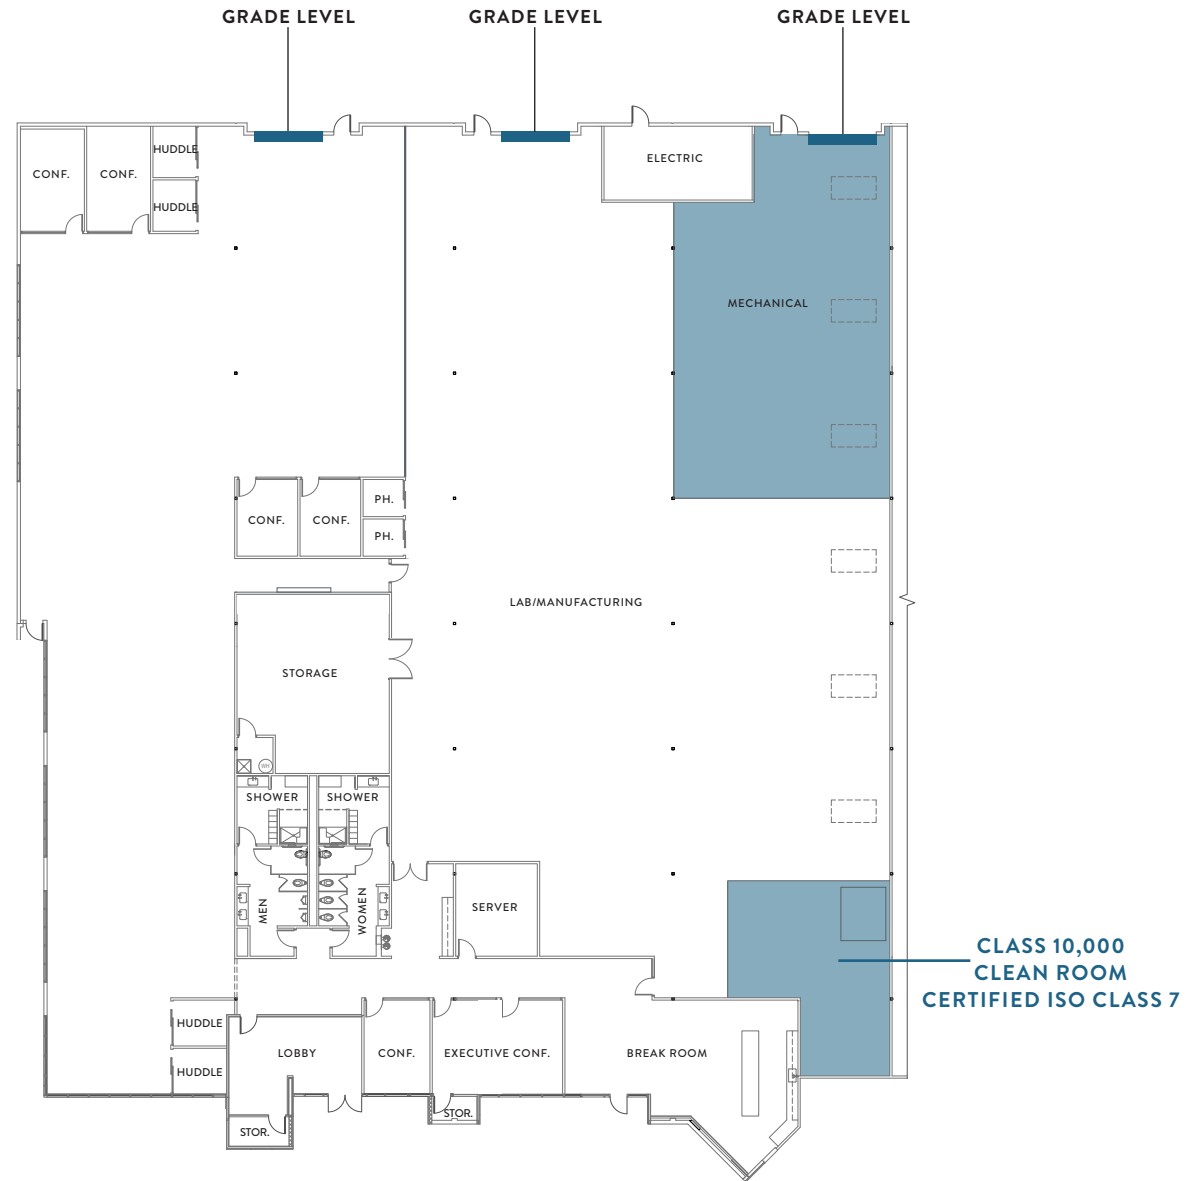 GRADE LEVEL
GRADE LEVEL
GRADE LEVEL
CONF.
CONF.
HUDDLE
HUDDLE
ELECTRIC
MECHANICAL
CONF.
CONF.
PH.
PH.
LAB/MANUFACTURING
STORAGE
WH
SHOWER
SHOWER
MEN
WOMEN
SERVER
CLASS 10,000
CLEAN ROOM
CERTIFIED ISO CLASS 7
HUDDLE
HUDDLE
LOBBY
CONF.
EXECUTIVE CONF.
BREAK ROOM
STOR.
STOR.